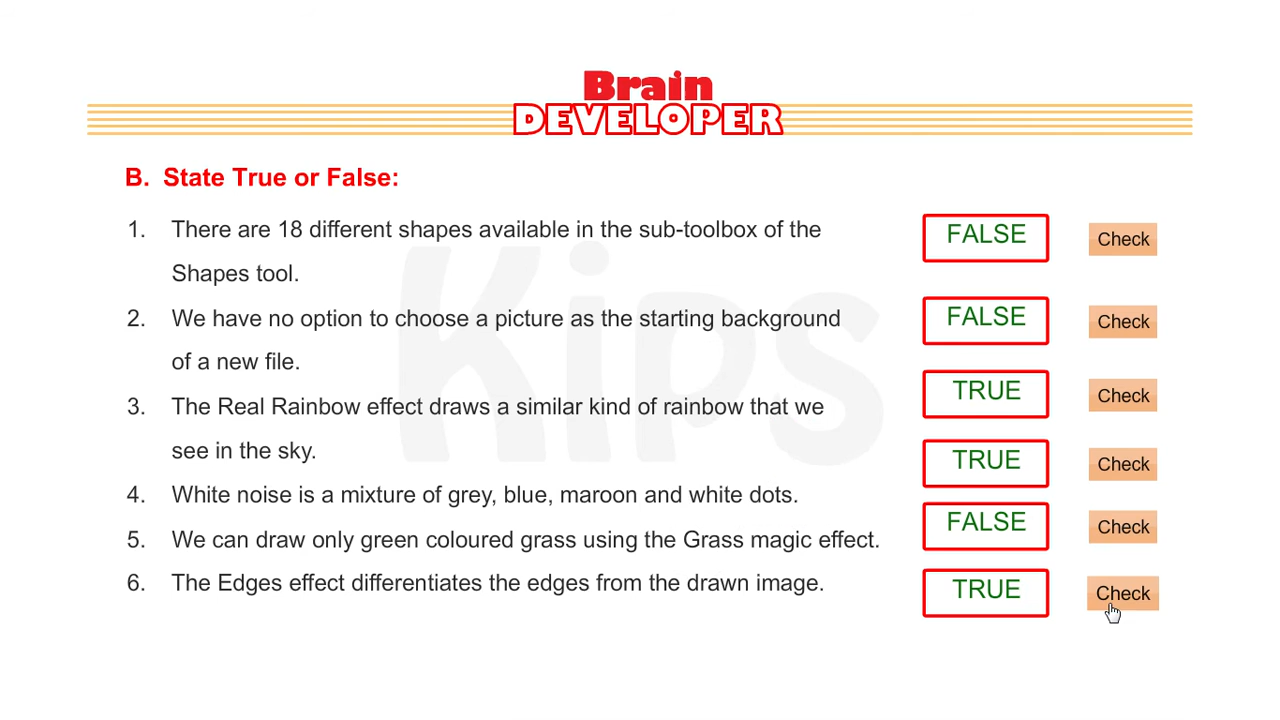 Brain
DEVELOPER
B. State True or False:
1. There are 18 different shapes available in the sub-toolbox of the
FALSE
Check
Shapes tool.
2. We have no option to choose a picture as the starting background
FALSE
Check
of a new file.
3. The Real Rainbow effect draws a similar kind of rainbow that we
TRUE
Check
see in the sky.
TRUE
Check
4. White noise is a mixture of grey, blue, maroon and white dots.
5. We can draw only green coloured grass using the Grass magic effect.
FALSE
Check
6. The Edges effect differentiates the edges from the drawn image.
TRUE
Check
Kips